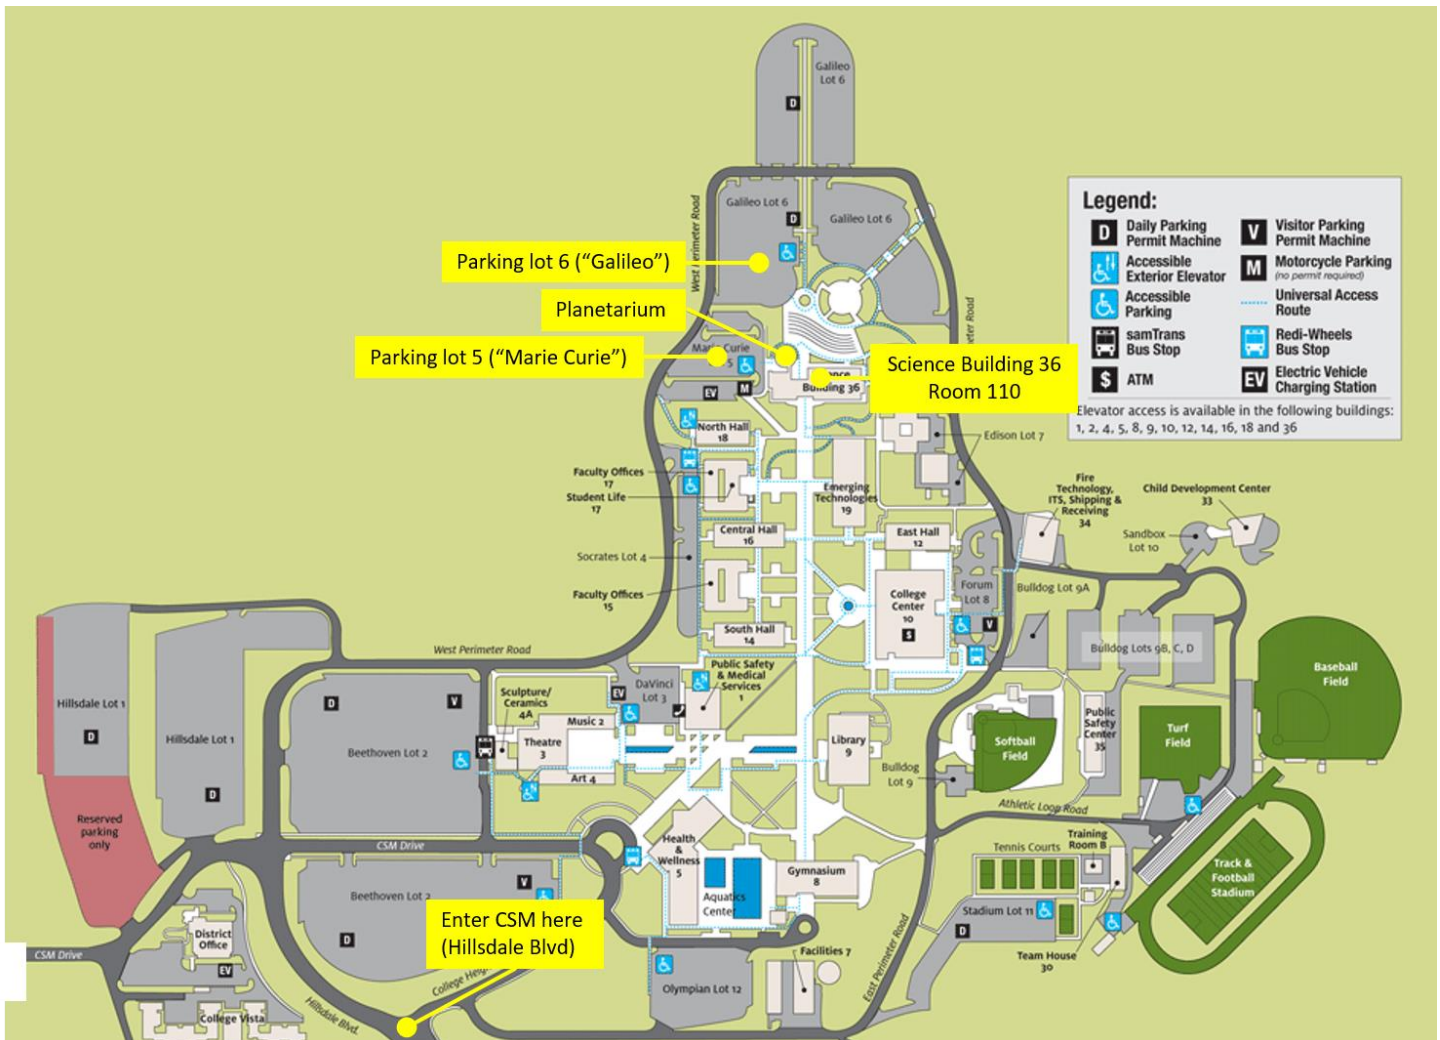 Galileo
Lot 6
D
West Perimeter Road
Galileo Lot 6
D
Galileo Lot 6
Parking lot 6 (“Galileo”)
Planetarium
Parking lot 5 (“Marie Curie”)
Marie Curie
5
Science Building 36
Room 110
Building 36
EV
M
Legend:
D
Daily Parking
Permit Machine
V
Visitor Parking
Permit Machine
Accessible
Exterior Elevator
M
Motorcycle Parking
(no permit required)
Accessible
Parking
Universal Access
Route
samTrans
Bus Stop
Redi-Wheels
Bus Stop
$
ATM
EV
Electric Vehicle
Charging Station
Elevator access is available in the following buildings:
1, 2, 4, 5, 8, 9, 10, 12, 14, 16, 18 and 36
North Hall
18
Edison Lot 7
Faculty Offices
17
Student Life
17
Emerging
Technologies
19
Fire
Technology,
ITS, Shipping &
Receiving
34
Child Development Center
33
Sandbox
Lot 10
Central Hall
16
East Hall
12
Socrates Lot 4
Faculty Offices
15
College
Center
10
$
Forum
Lot 8
V
Bulldog Lot 9A
South Hall
14
Bulldog Lots 9B, C, D
West Perimeter Road
Public Safety
& Medical
Services
1
Baseball
Field
Hillsdale Lot 1
D
Hillsdale Lot 1
D
Reserved
parking
only
D
V
Beethoven Lot 2
Sculpture/
Ceramics
4A
EV
DaVinci
Lot 3
Music 2
Theatre
3
Art 4
Library
9
Softball
Field
Public
Safety
Center
35
Turf
Field
Bulldog
Lot 9
Athletic Loop Road
CSM Drive
Health
&
Wellness
5
Aquatics
Center
Gymnasium
8
Tennis Courts
Training
Room B
Track &
Football
Stadium
V
Beethoven Lot 2
D
Stadium Lot 11
D
Team House
30
Enter CSM here
(Hillsdale Blvd)
District
Office
EV
CSM Drive
College Vista
Hillsdale Blvd.
Facilities 7
Olympian Lot 12
East Perimeter Road